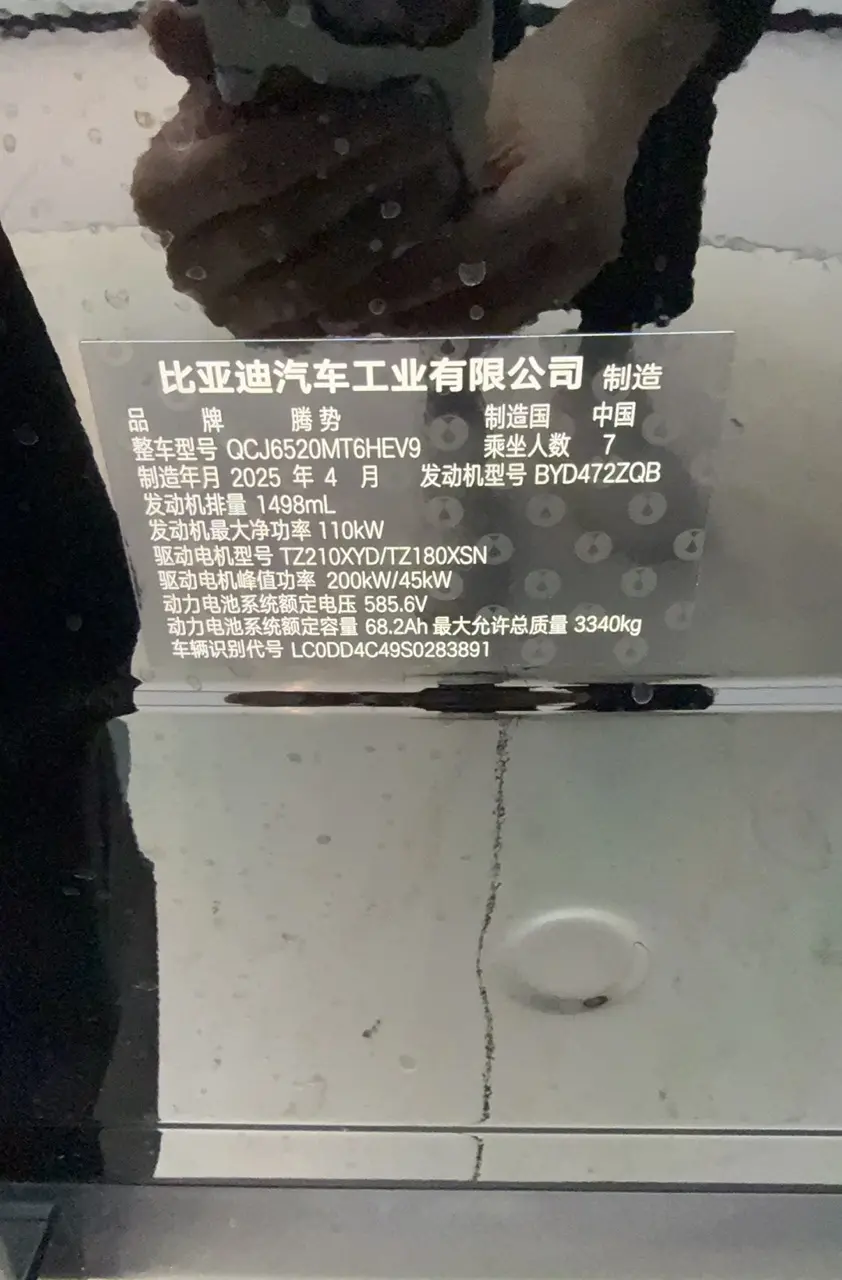 比亚迪汽车工业有限公司 制造
品 牌 腾势 制造国 中国
整车型号 QCJ6520MT6HEV9 乘坐人数 7
制造年月 2025 年 4 月 发动机型号 BYD472ZQB
发动机排量 1498mL
发动机最大净功率 110kW
驱动电机型号 TZ210XYD/TZ180XSN
驱动电机峰值功率 200kW/45kW
动力电池系统额定电压 585.6V
动力电池系统额定容量 68.2Ah 最大允许总质量 3340kg
车辆识别代号 LC0DD4C49S0283891